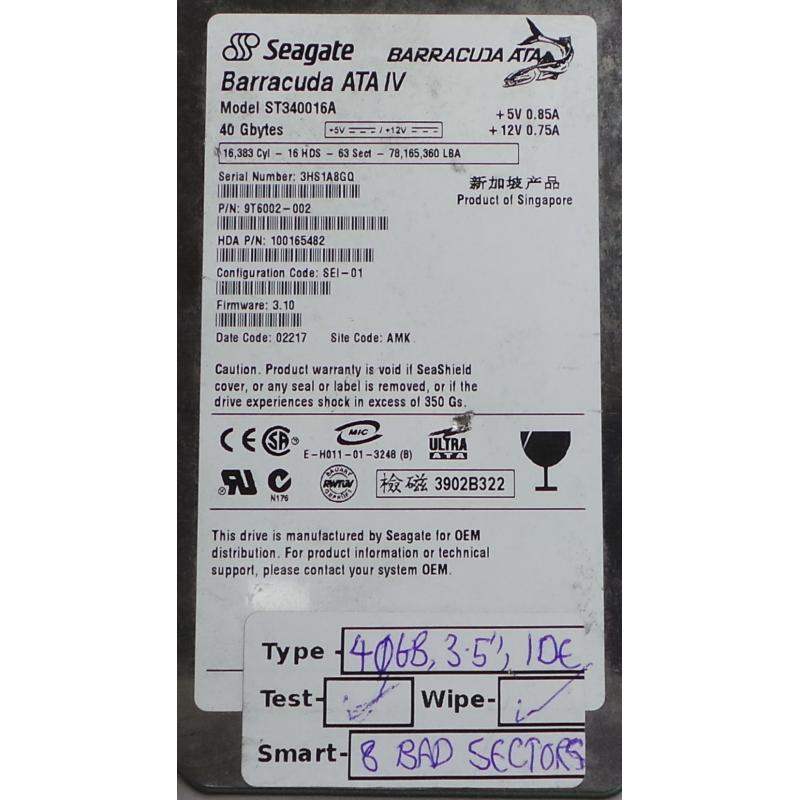 Seagate BARRACUDA ATA
Barracuda ATA IV
Model ST340016A
+5V 0.85A
40 Gbytes +5V / +12V +12V 0.75A
16,383 Cyl - 16 HDS - 63 Sect - 78,165,360 LBA
Serial Number: 3HS1A8GQ
新加坡产品
P/N: 9T6002-002
Product of Singapore
HDA P/N: 100165482
Configuration Code: SEI-01
Firmware: 3.10
Date Code: 02217 Site Code: AMK
Caution. Product warranty is void if SeaShield
cover, or any seal or label is removed, or if the
drive experiences shock in excess of 350 Gs.
CE SA MIC ULTRA ATA
E-H011-01-3248 (B)
N176
BAUART RWTÜV GEPRÜFT
檢磁 3902B322
This drive is manufactured by Seagate for OEM
distribution. For product information or technical
support, please contact your system OEM.
Type - 40GB, 3.5", IDE
Test- ✓ Wipe- ✓
Smart- 8 BAD SECTORS